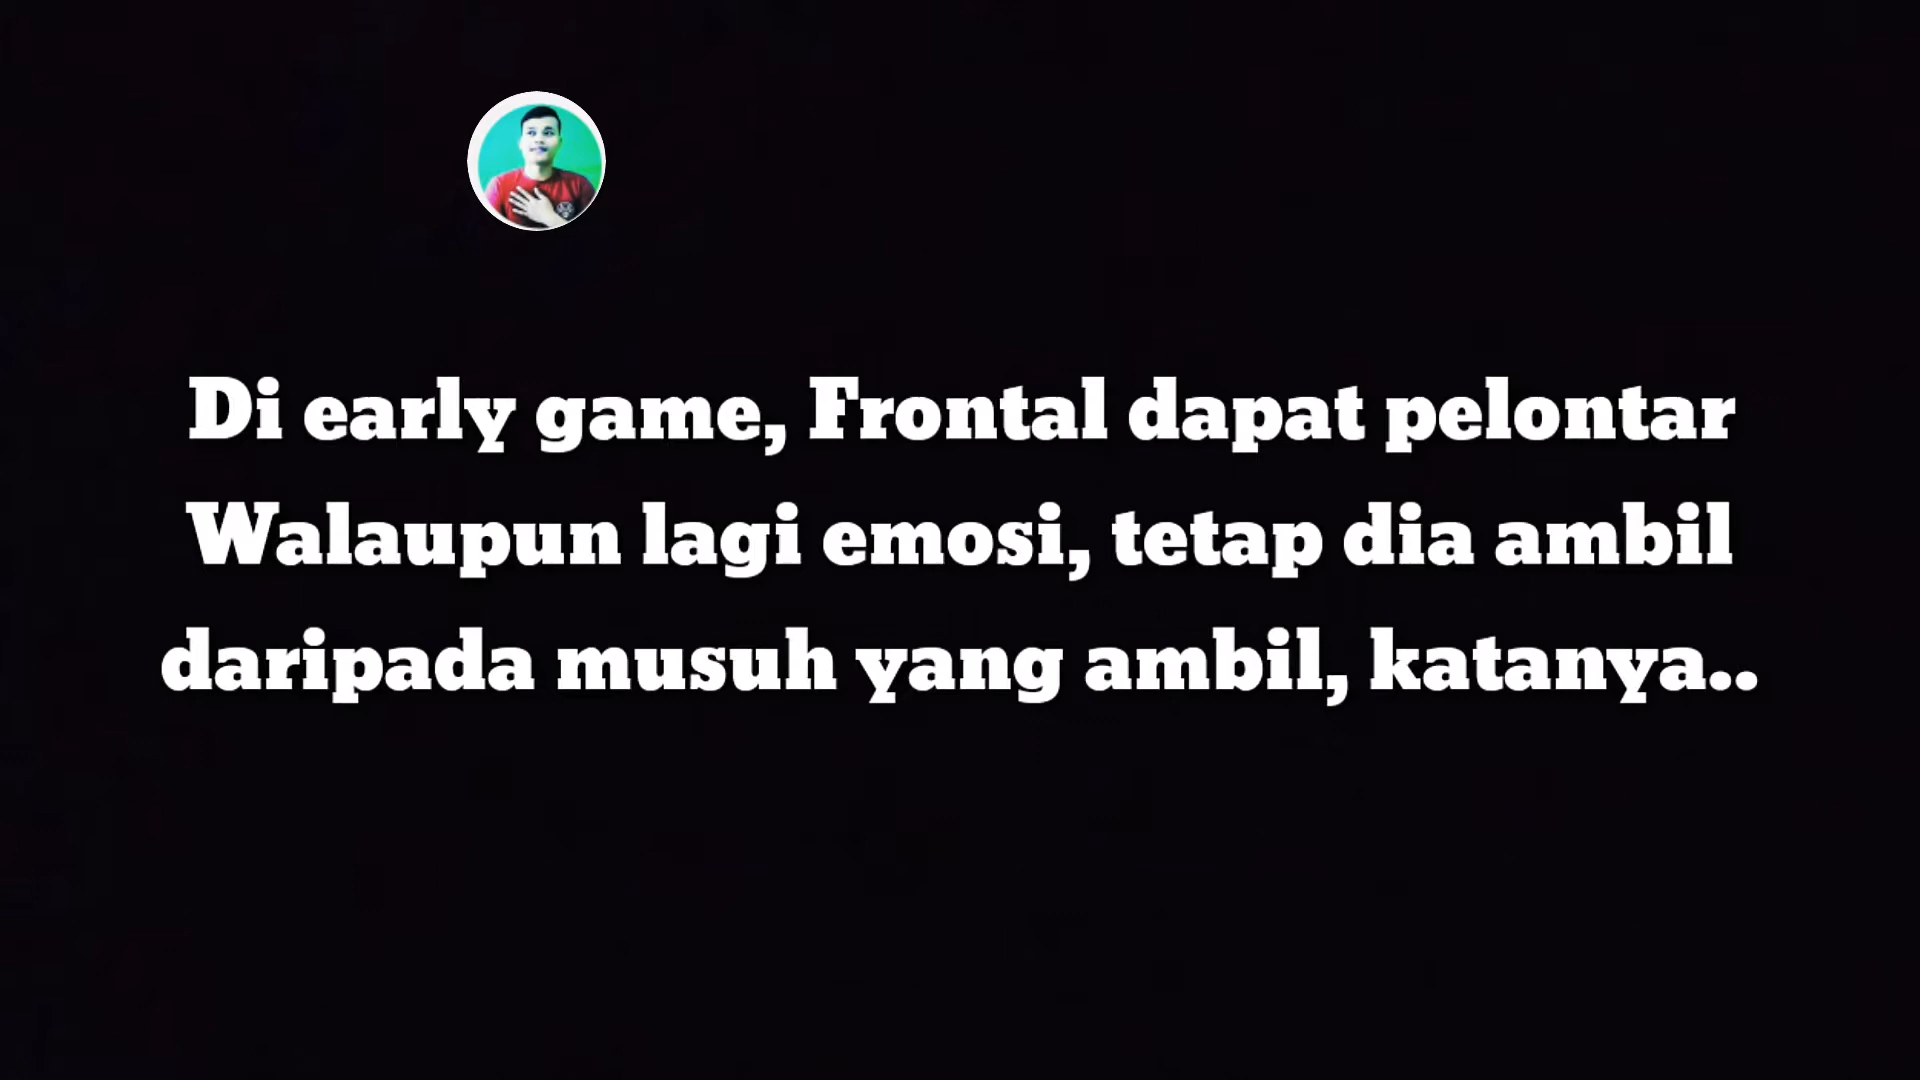 Di early game, Frontal dapat pelontar
Walaupun lagi emosi, tetap dia ambil
daripada musuh yang ambil, katanya..